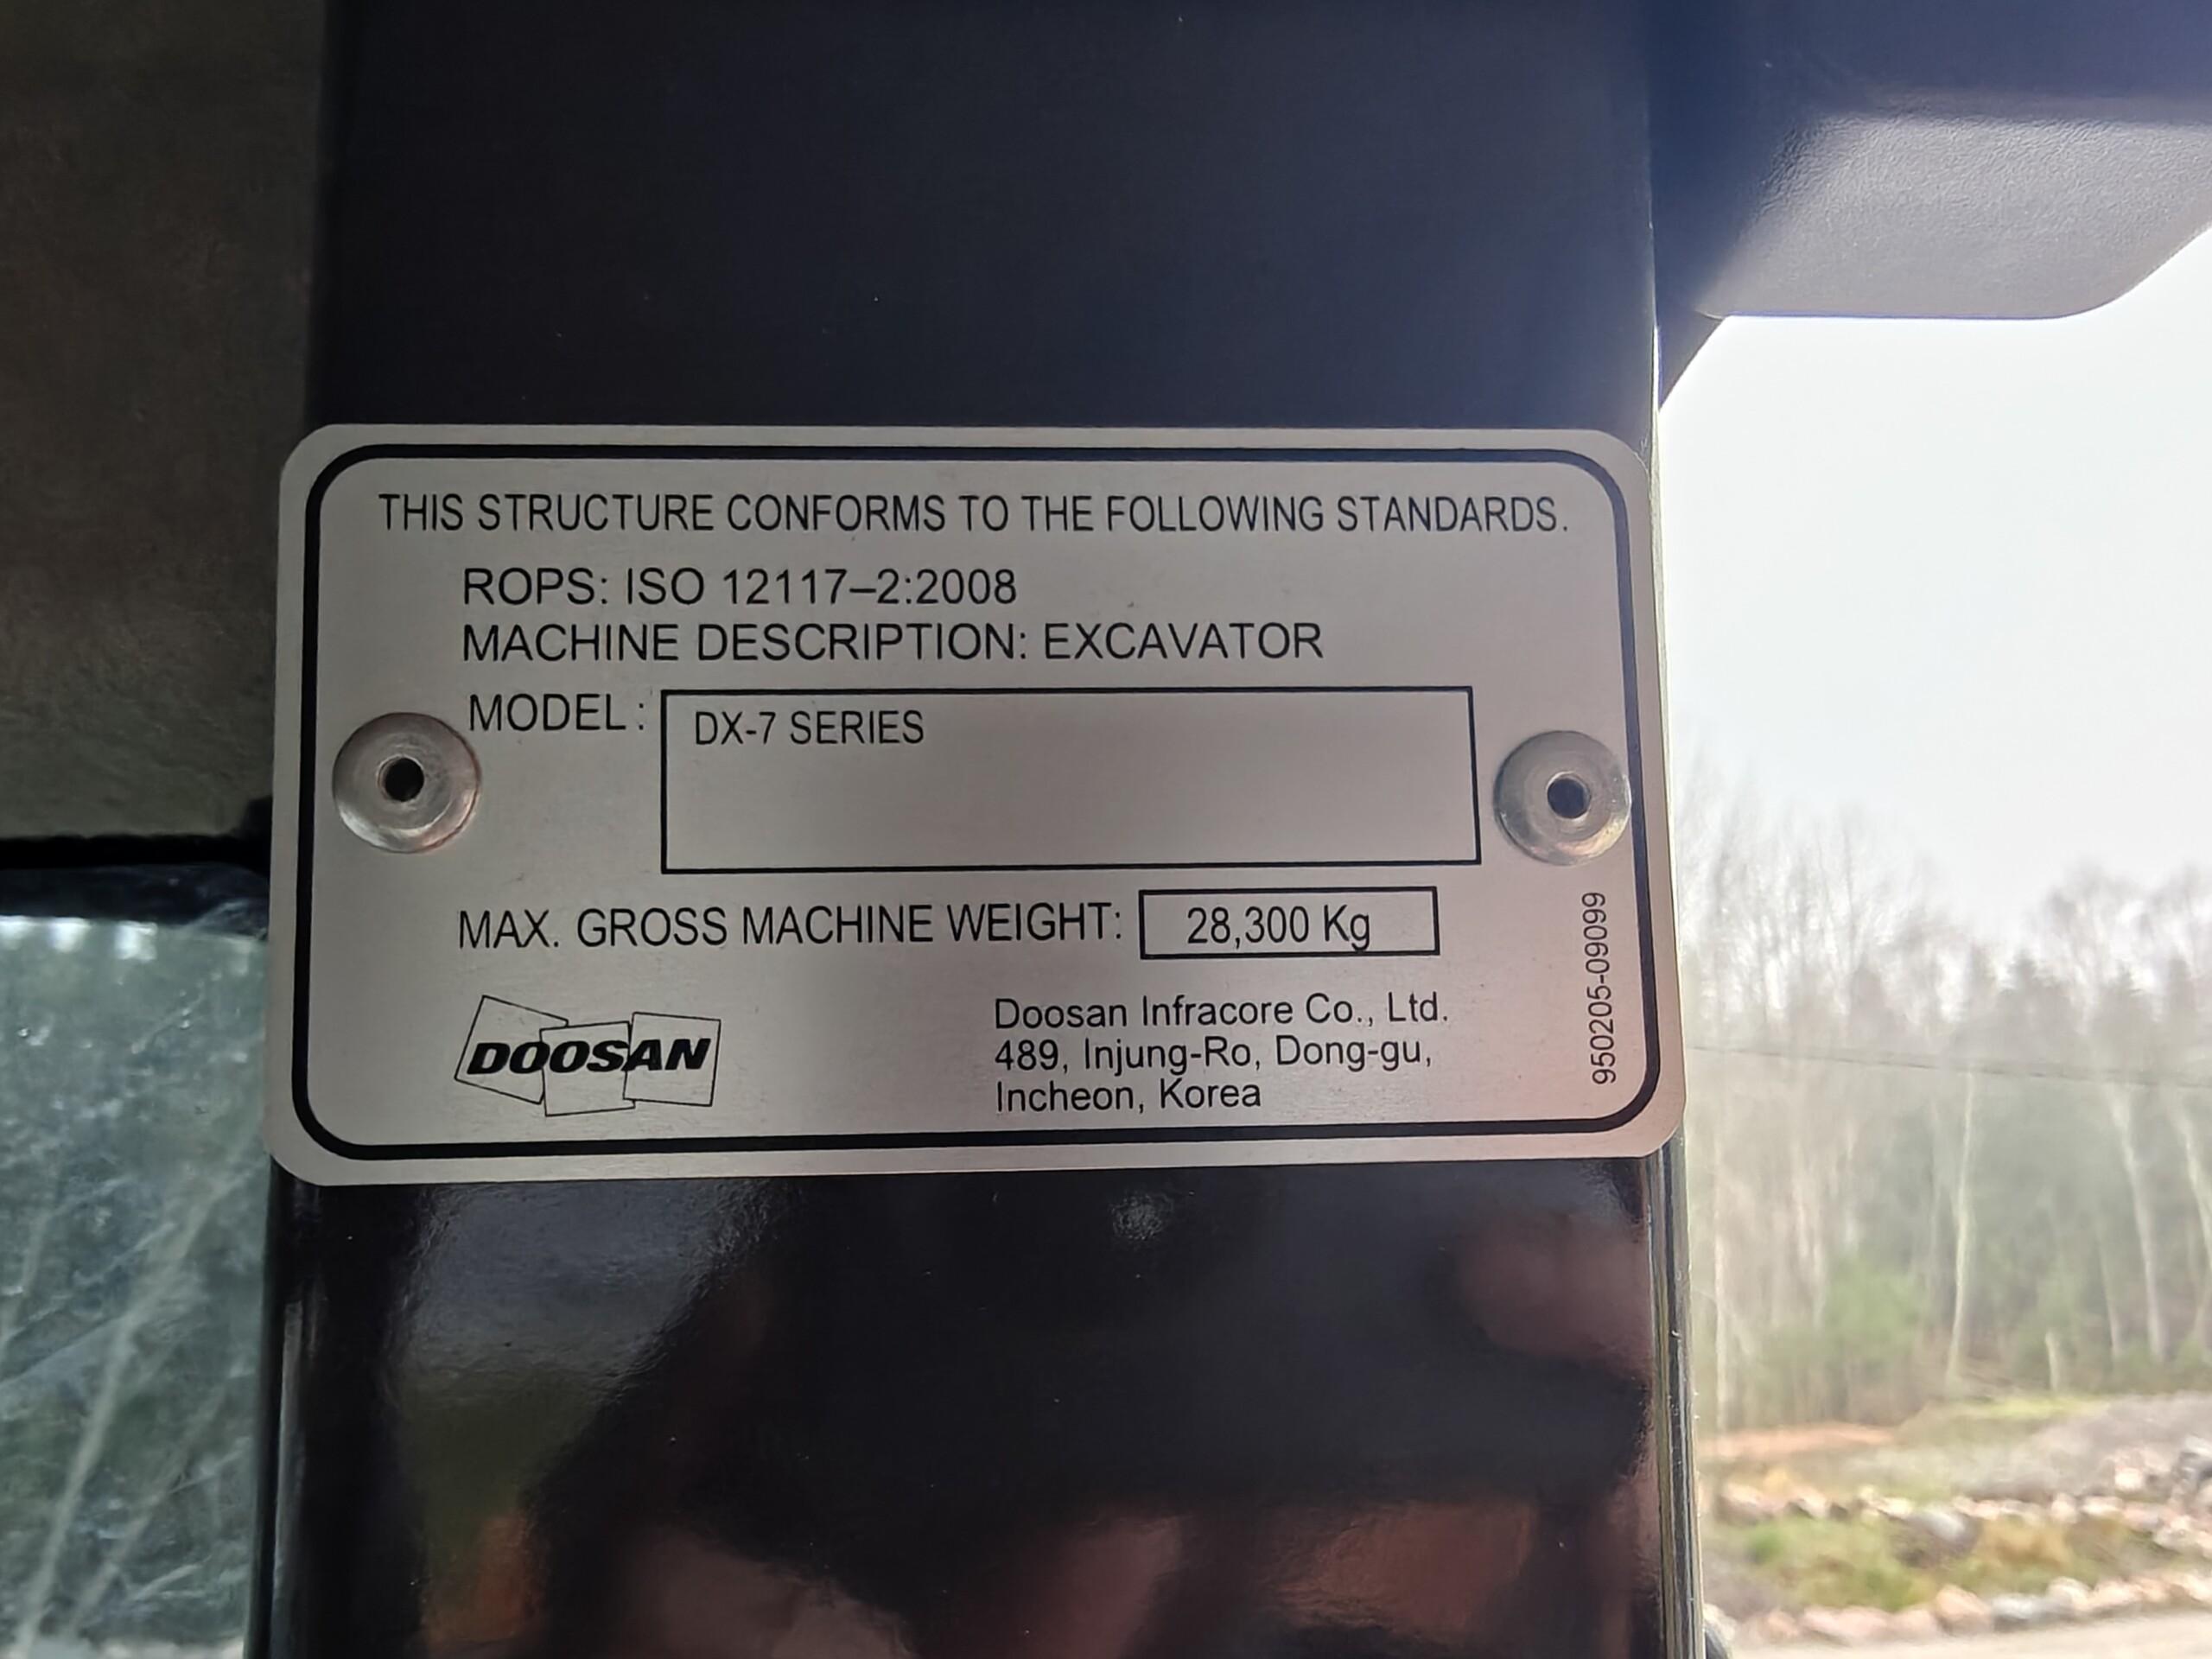 THIS STRUCTURE CONFORMS TO THE FOLLOWING STANDARDS.
ROPS: ISO 12117–2:2008
MACHINE DESCRIPTION: EXCAVATOR
MODEL: DX-7 SERIES
MAX. GROSS MACHINE WEIGHT: 28,300 Kg
DOOSAN
Doosan Infracore Co., Ltd.
489, Injung-Ro, Dong-gu,
Incheon, Korea
950205-09099